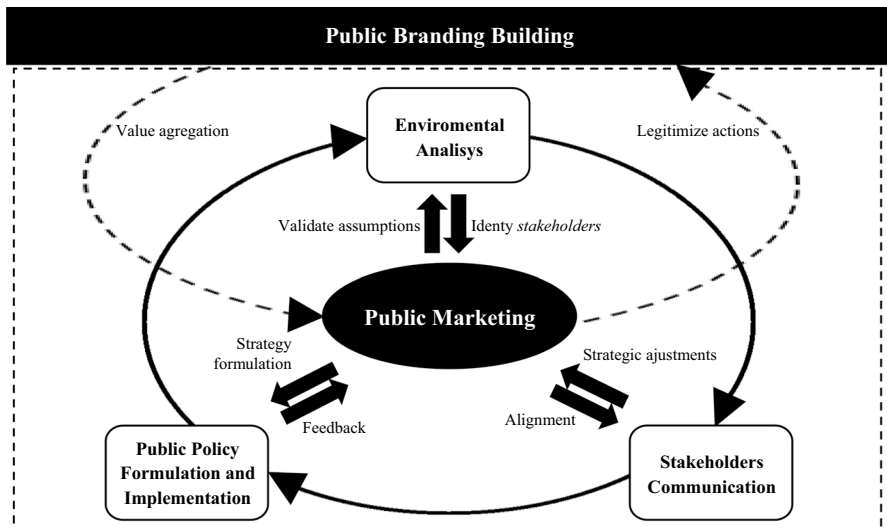 Public Branding Building
Value agregation
Enviromental
Analisys
Legitimize actions
Validate assumptions
Identy stakeholders
Public Marketing
Strategy
formulation
Strategic ajustments
Feedback
Alignment
Public Policy
Formulation and
Implementation
Stakeholders
Communication